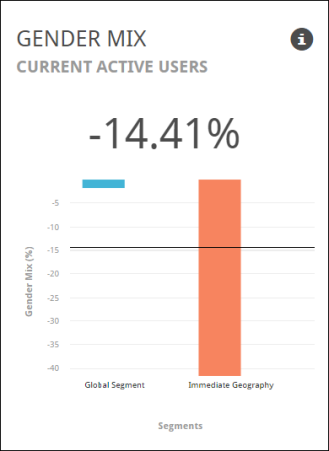 GENDER MIX
CURRENT ACTIVE USERS
-14.41%
-5
-10
-15
-20
-25
-30
-35
-40
Gender Mix (%)
Global Segment Immediate Geography
Segments